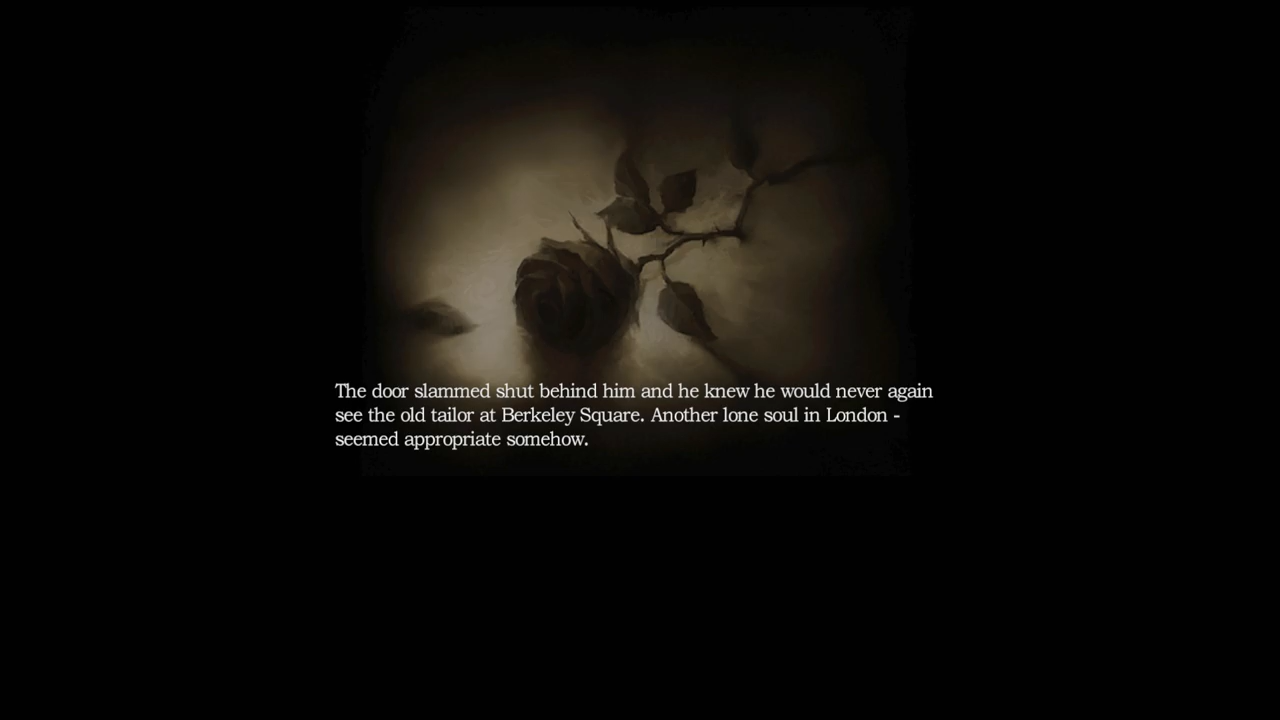 The door slammed shut behind him and he knew he would never again
see the old tailor at Berkeley Square. Another lone soul in London -
seemed appropriate somehow.